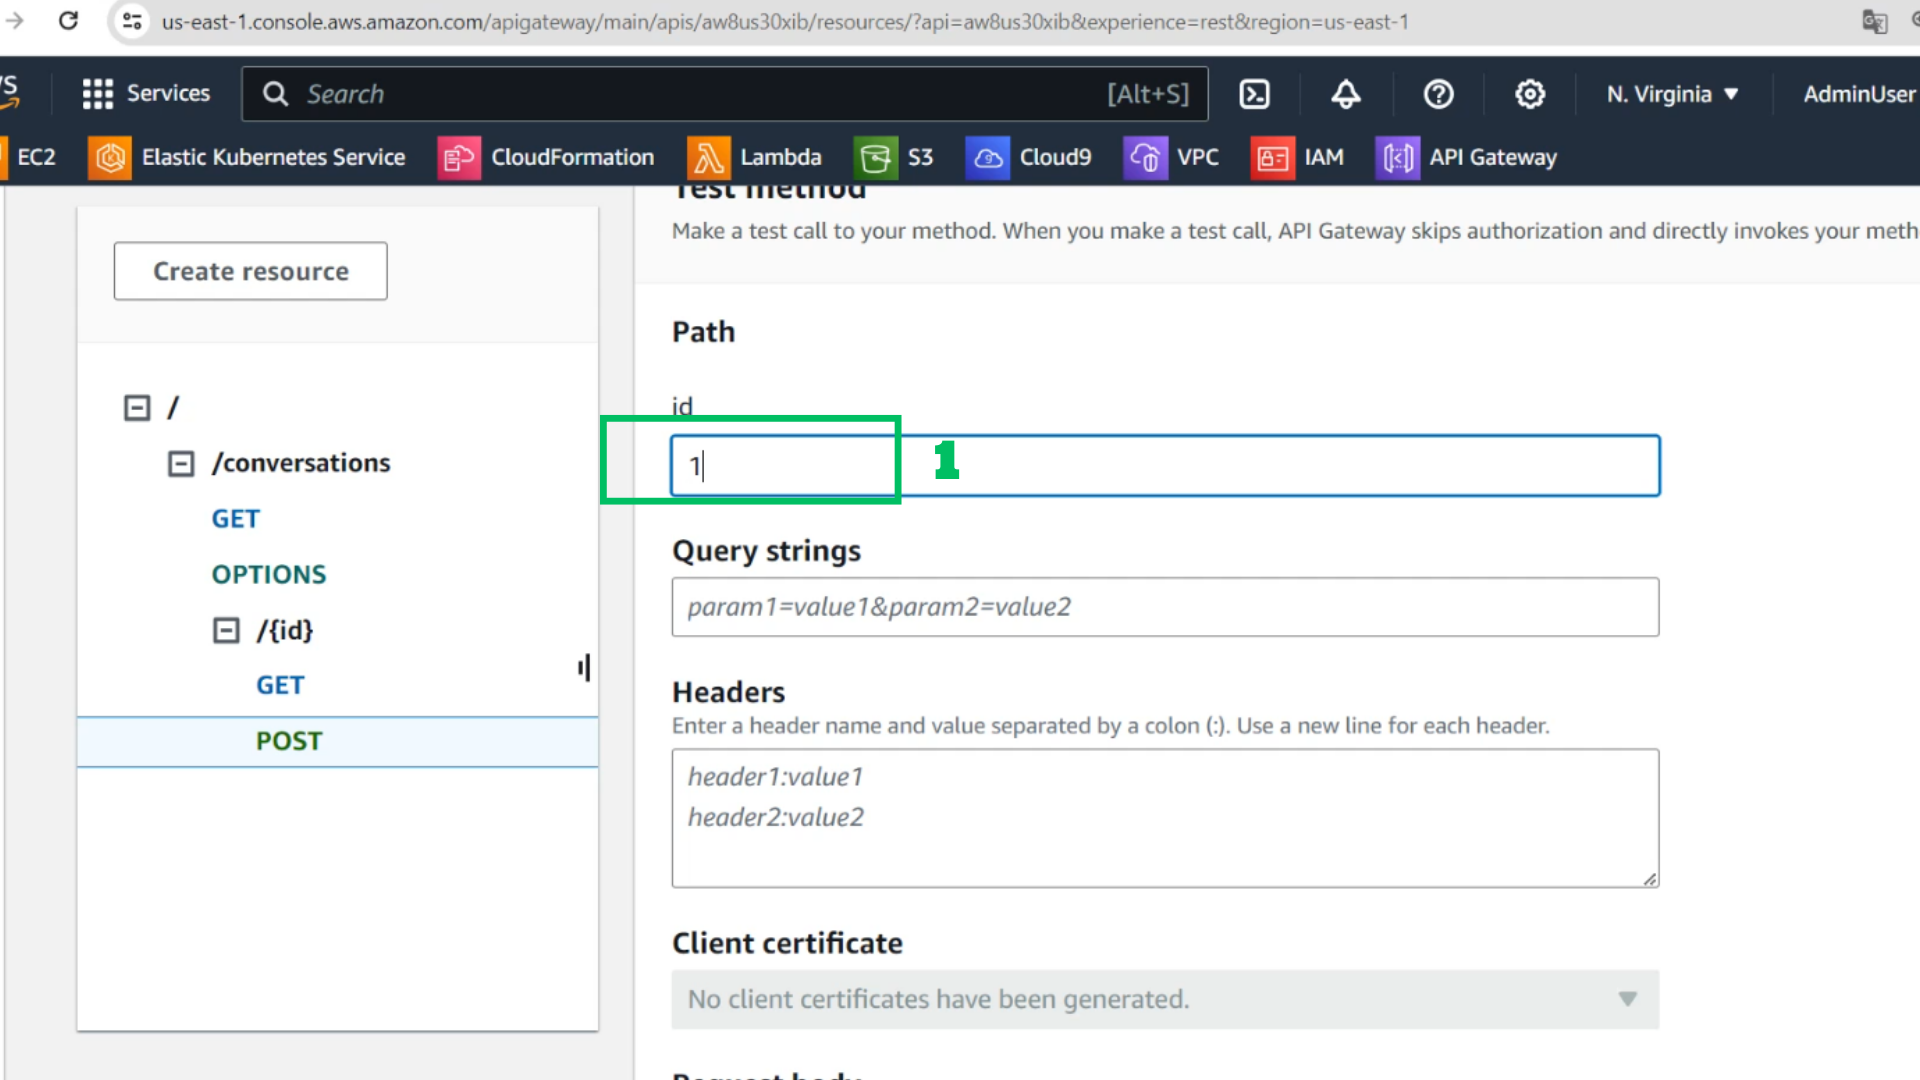 us-east-1.console.aws.amazon.com/apigateway/main/apis/aw8us30xib/resources/?api=aw8us30xib&experience=rest&region=us-east-1
Services
Search
[Alt+S]
N. Virginia
AdminUser
EC2
Elastic Kubernetes Service
CloudFormation
Lambda
S3
Cloud9
VPC
IAM
API Gateway
Create resource
/
/conversations
GET
OPTIONS
/{id}
GET
POST
Test method
Make a test call to your method. When you make a test call, API Gateway skips authorization and directly invokes your meth
Path
id
1
1
Query strings
param1=value1&param2=value2
Headers
Enter a header name and value separated by a colon (:). Use a new line for each header.
header1:value1
header2:value2
Client certificate
No client certificates have been generated.
Request body